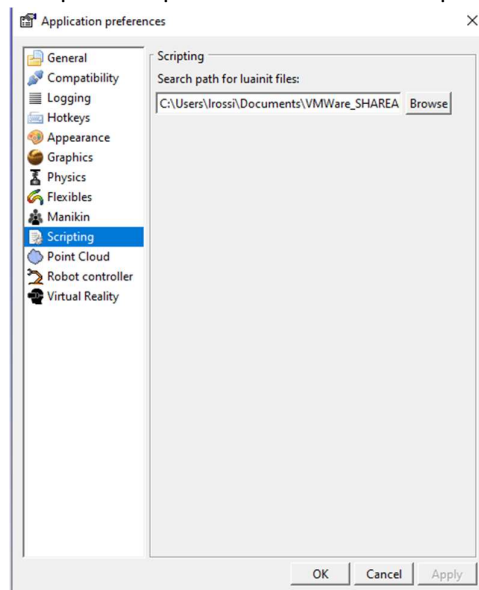 Application preferences
General
Compatibility
Logging
Hotkeys
Appearance
Graphics
Physics
Flexibles
Manikin
Scripting
Point Cloud
Robot controller
Virtual Reality
Scripting
Search path for luainit files:
C:\Users\lrossi\Documents\VMWare_SHAREA Browse
OK Cancel Apply